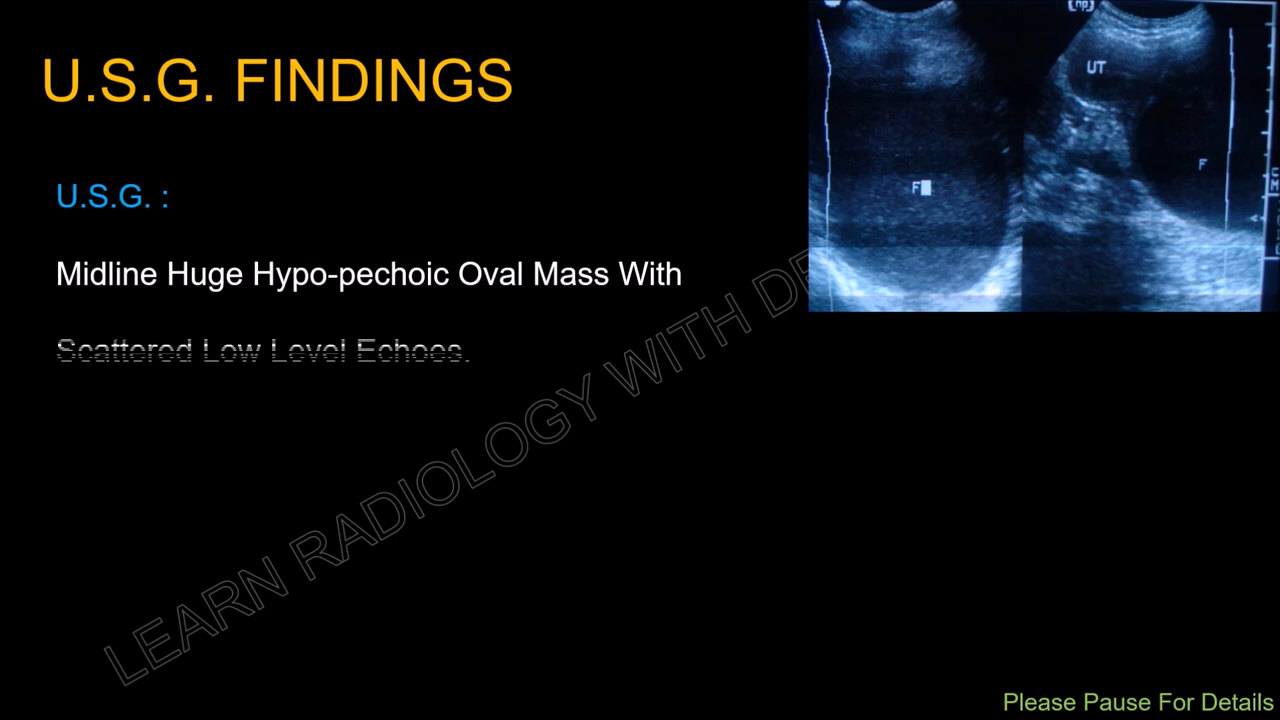 U.S.G. FINDINGS
U.S.G. :
Midline Huge Hypo-pechoic Oval Mass With
Scattered Low Level Echoes.
LEARN RADIOLOGY WITH
UT
F
F
Please Pause For Details